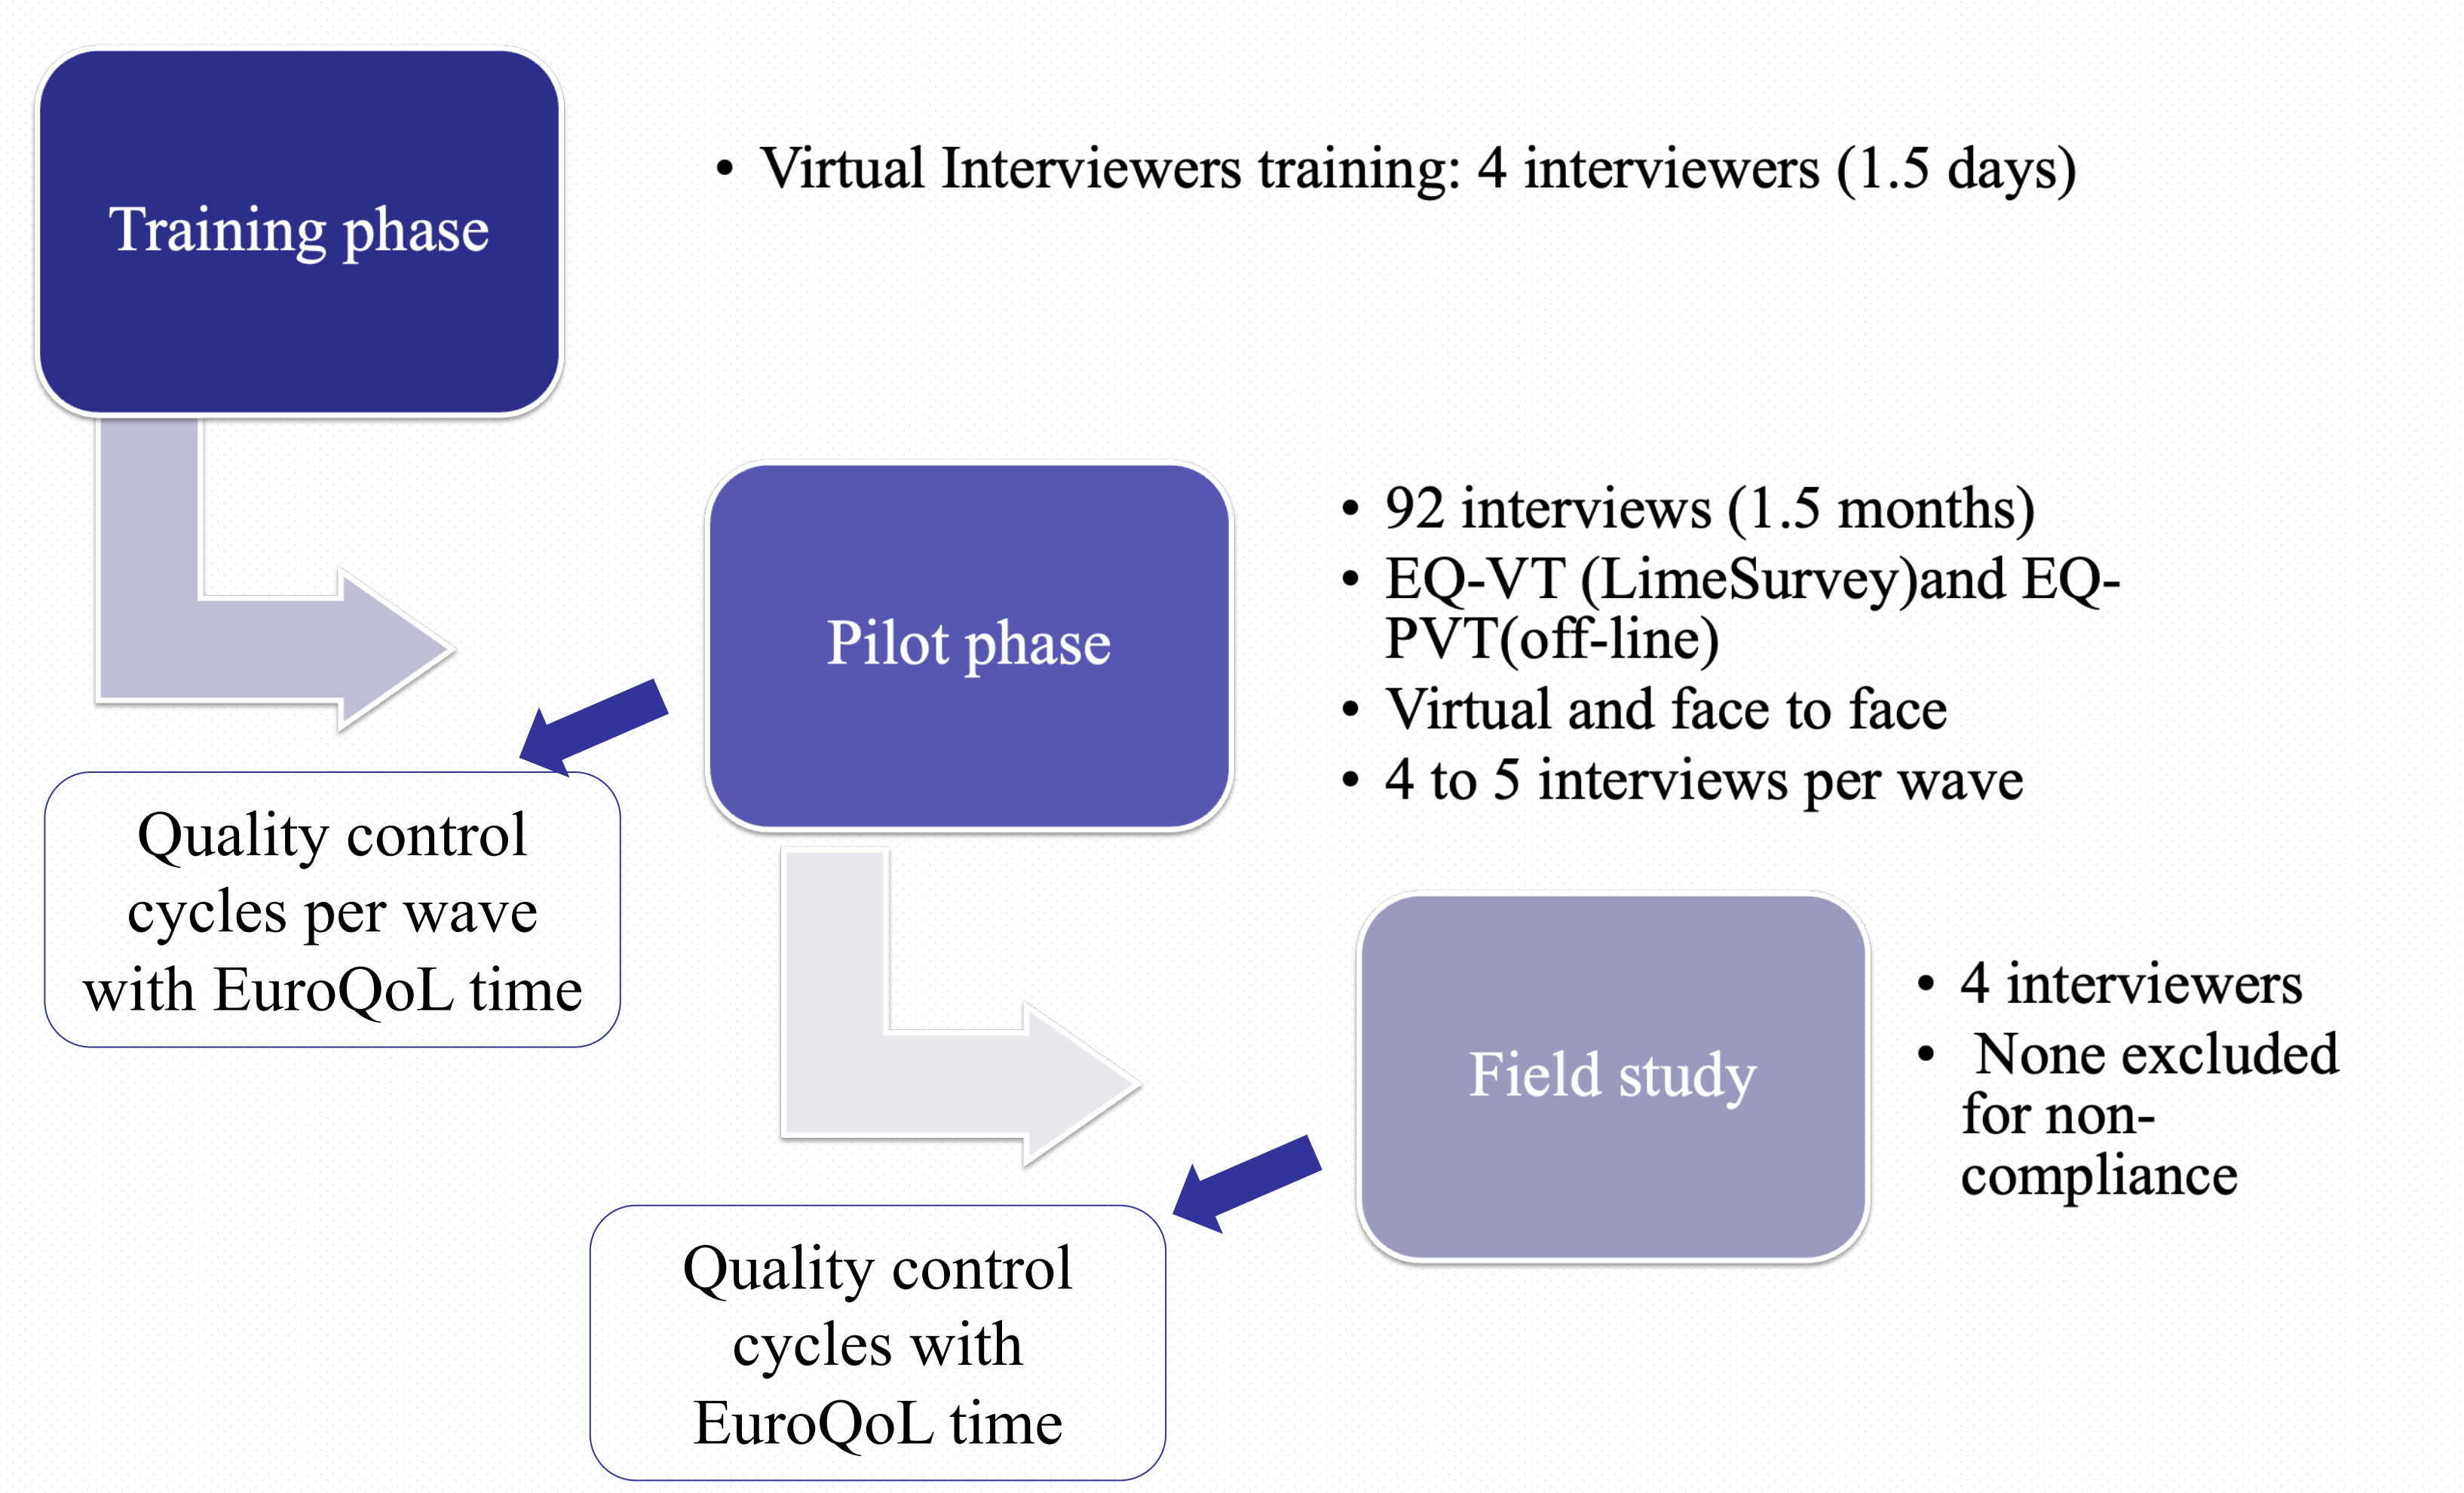 Training phase
• Virtual Interviewers training: 4 interviewers (1.5 days)
Pilot phase
• 92 interviews (1.5 months)
• EQ-VT (LimeSurvey)and EQ-
PVT(off-line)
• Virtual and face to face
• 4 to 5 interviews per wave
Quality control
cycles per wave
with EuroQoL time
Field study
• 4 interviewers
• None excluded
for non-
compliance
Quality control
cycles with
EuroQoL time